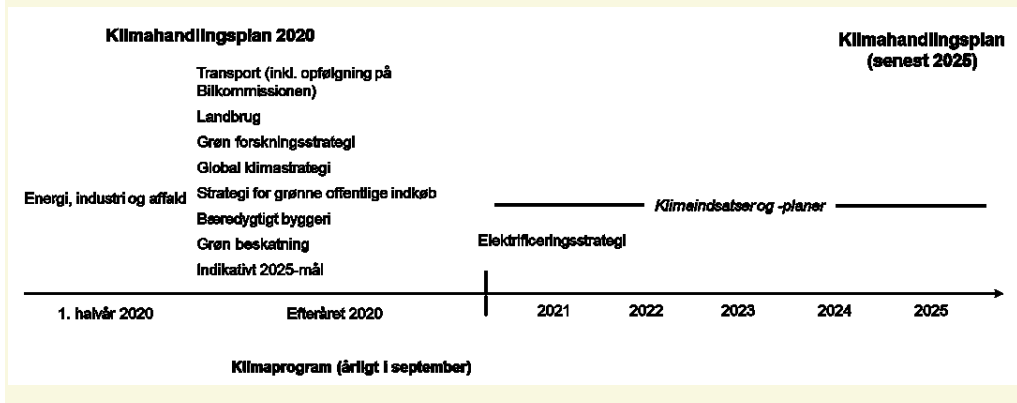 Klimahandlingsplan 2020
Klimahandlingsplan
(senest 2025)
Transport (inkl. opfølgning på
Bilkommissionen)
Landbrug
Grøn forskningsstrategi
Global klimastrategi
Energi, industri og affald
Strategi for grønne offentlige indkøb
Bæredygtigt byggeri
Grøn beskatning
Indikativt 2025-mål
Klimaindsatser og -planer
Elektrificeringsstrategi
1. halvår 2020
Efteråret 2020
2021
2022
2023
2024
2025
Klimaprogram (årligt i september)